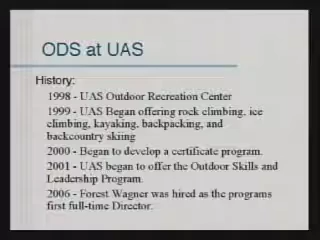 ODS at UAS
History:
1998 - UAS Outdoor Recreation Center
1999 - UAS Began offering rock climbing, ice
climbing, kayaking, backpacking, and
backcountry skiing
2000 - Began to develop a certificate program.
2001 - UAS began to offer the Outdoor Skills and
Leadership Program.
2006 - Forest Wagner was hired as the programs
first full-time Director.